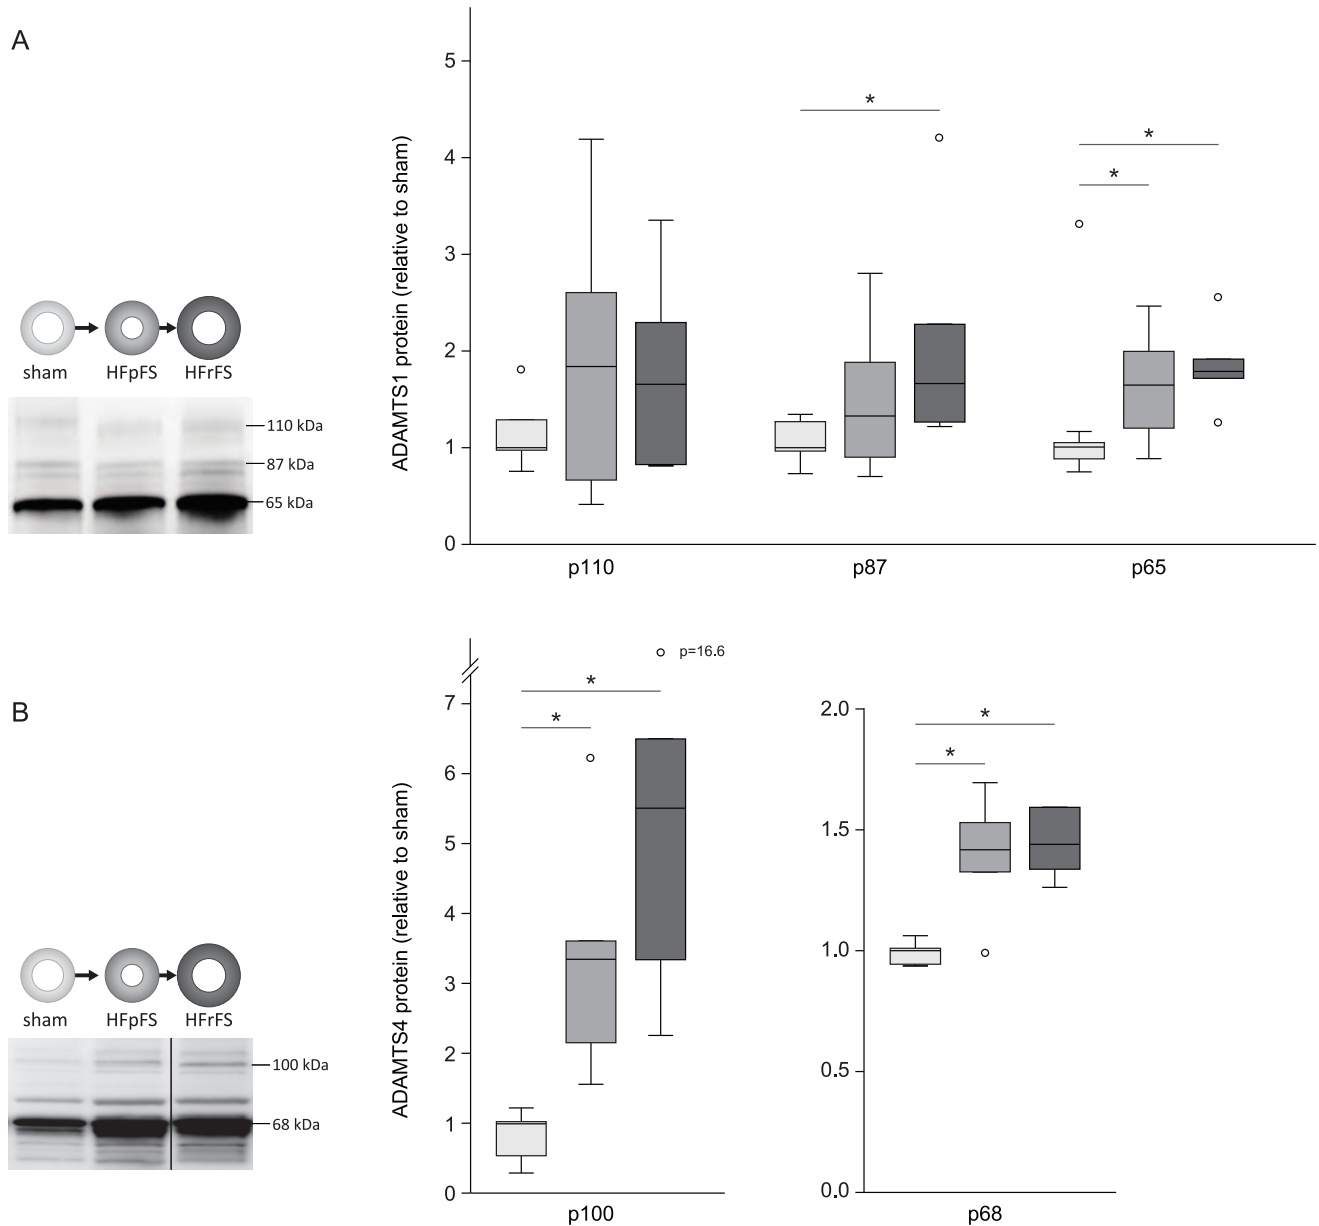 A
sham HFpFS HFrFS
110 kDa
87 kDa
65 kDa
ADAMTS1 protein (relative to sham)
5
4
3
2
1
0
*
*
*
p110 p87 p65
B
sham HFpFS HFrFS
100 kDa
68 kDa
ADAMTS4 protein (relative to sham)
7
6
5
4
3
2
1
0
p=16.6
*
*
p100
2.0
1.5
1.0
0.5
0.0
*
*
p68